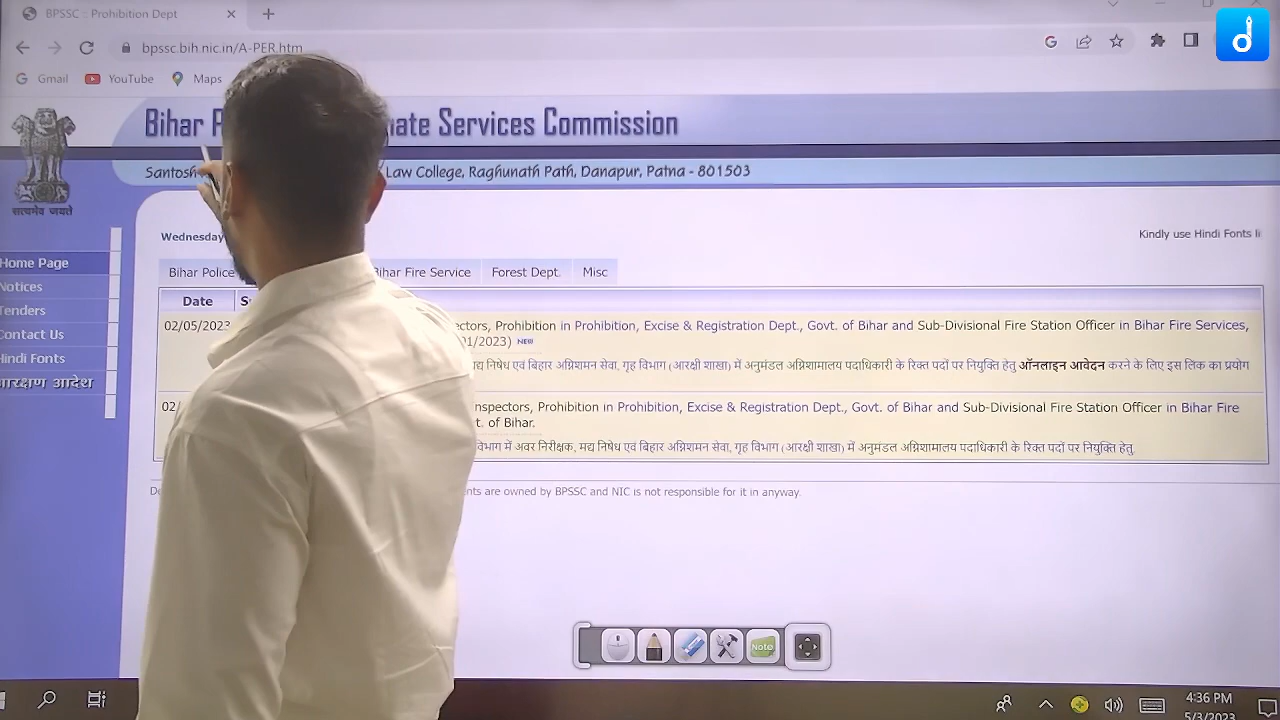 BPSSC :: Prohibition Dept
bpssc.bih.nic.in/A-PER.htm
Gmail YouTube Maps
Bihar P nate Services Commission
सत्यमेव जयते
Santosh Law College, Raghunath Path, Danapur, Patna - 801503
Wednesday
Kindly use Hindi Fonts li
Home Page
Notices
Tenders
Contact Us
Hindi Fonts
आरक्षण आदेश
Bihar Police Bihar Fire Service Forest Dept. Misc
Date S
02/05/2023 ectors, Prohibition in Prohibition, Excise & Registration Dept., Govt. of Bihar and Sub-Divisional Fire Station Officer in Bihar Fire Services,
01/2023) NEW
द्य निषेध एवं बिहार अग्निशमन सेवा, गृह विभाग (आरक्षी शाखा) में अनुमंडल अग्निशामालय पदाधिकारी के रिक्त पदों पर नियुक्ति हेतु ऑनलाइन आवेदन करने के लिए इस लिंक का प्रयोग
02/ nspectors, Prohibition in Prohibition, Excise & Registration Dept., Govt. of Bihar and Sub-Divisional Fire Station Officer in Bihar Fire
t. of Bihar.
विभाग में अवर निरीक्षक, मद्य निषेध एवं बिहार अग्निशमन सेवा, गृह विभाग (आरक्षी शाखा) में अनुमंडल अग्निशामालय पदाधिकारी के रिक्त पदों पर नियुक्ति हेतु.
nts are owned by BPSSC and NIC is not responsible for it in anyway.
Note
4:36 PM
5/3/2023